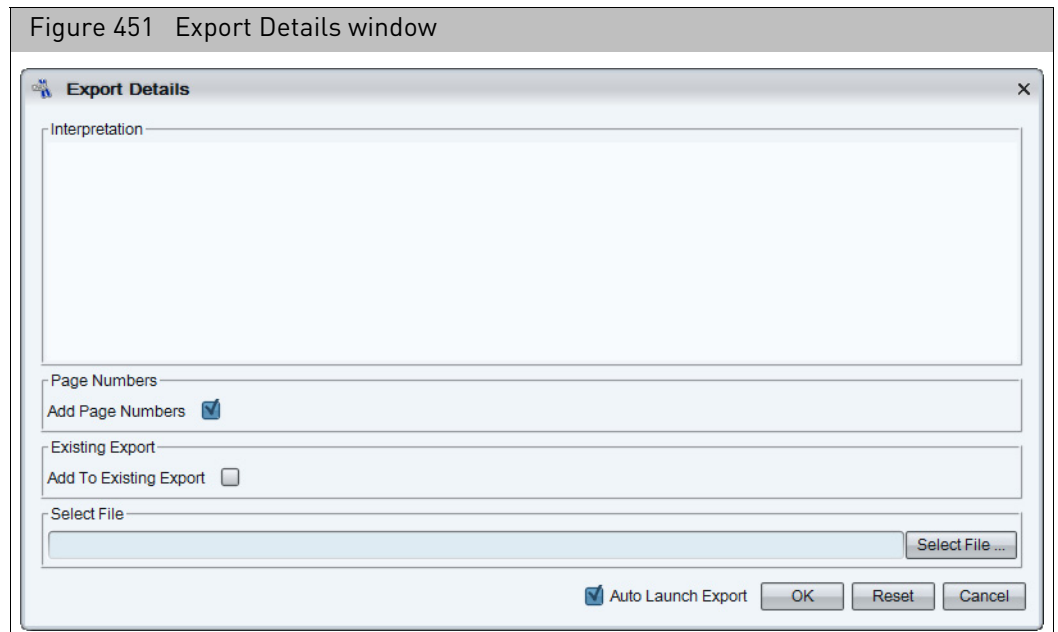 Figure 451 Export Details window
Export Details
Interpretation
Page Numbers
Add Page Numbers
Existing Export
Add To Existing Export
Select File
Select File ...
Auto Launch Export OK Reset Cancel